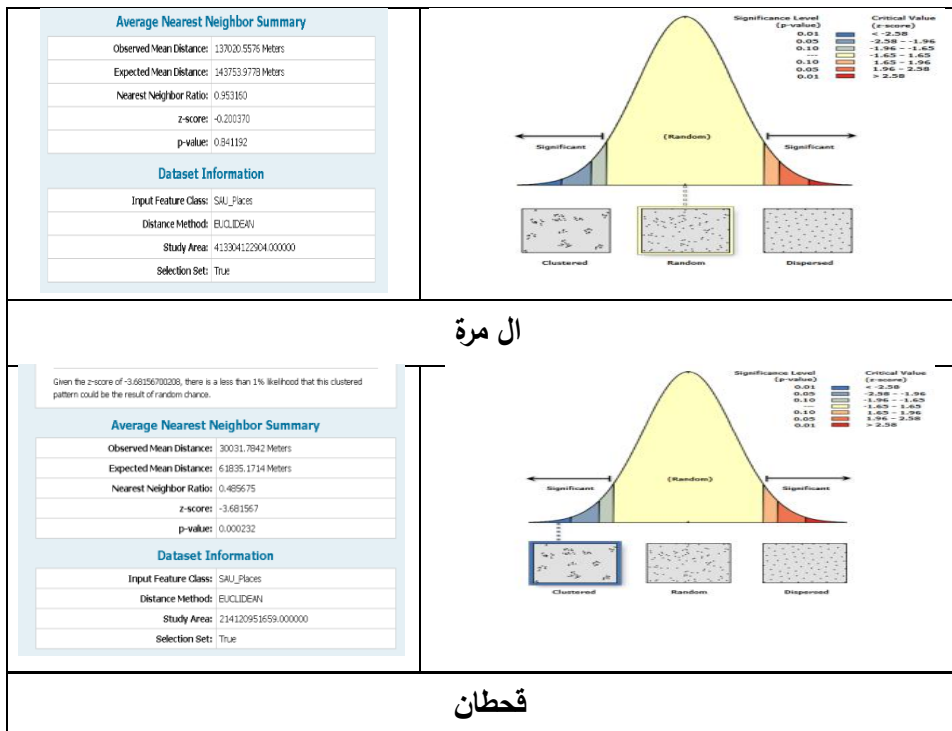 Average Nearest Neighbor Summary
Observed Mean Distance: 137020.5576 Meters
Expected Mean Distance: 143753.9778 Meters
Nearest Neighbor Ratio: 0.953160
z-score: -0.200370
p-value: 0.841192
Dataset Information
Input Feature Class: SAU_Places
Distance Method: EUCLIDEAN
Study Area: 413304122904.000000
Selection Set: True
Significance Level (p-value) Critical Value (z-score)
0.01 < -2.58
0.05 -2.58 – -1.96
0.10 -1.96 – -1.65
--- -1.65 – 1.65
0.10 1.65 – 1.96
0.05 1.96 – 2.58
0.01 > 2.58
(Random)
Significant Significant
Clustered Random Dispersed
ال مرة
Given the z-score of -3.68156700208, there is a less than 1% likelihood that this clustered
pattern could be the result of random chance.
Average Nearest Neighbor Summary
Observed Mean Distance: 30031.7842 Meters
Expected Mean Distance: 61835.1714 Meters
Nearest Neighbor Ratio: 0.485675
z-score: -3.681567
p-value: 0.000232
Dataset Information
Input Feature Class: SAU_Places
Distance Method: EUCLIDEAN
Study Area: 214120951659.000000
Selection Set: True
Significance Level (p-value) Critical Value (z-score)
0.01 < -2.58
0.05 -2.58 – -1.96
0.10 -1.96 – -1.65
--- -1.65 – 1.65
0.10 1.65 – 1.96
0.05 1.96 – 2.58
0.01 > 2.58
(Random)
Significant Significant
Clustered Random Dispersed
قحطان